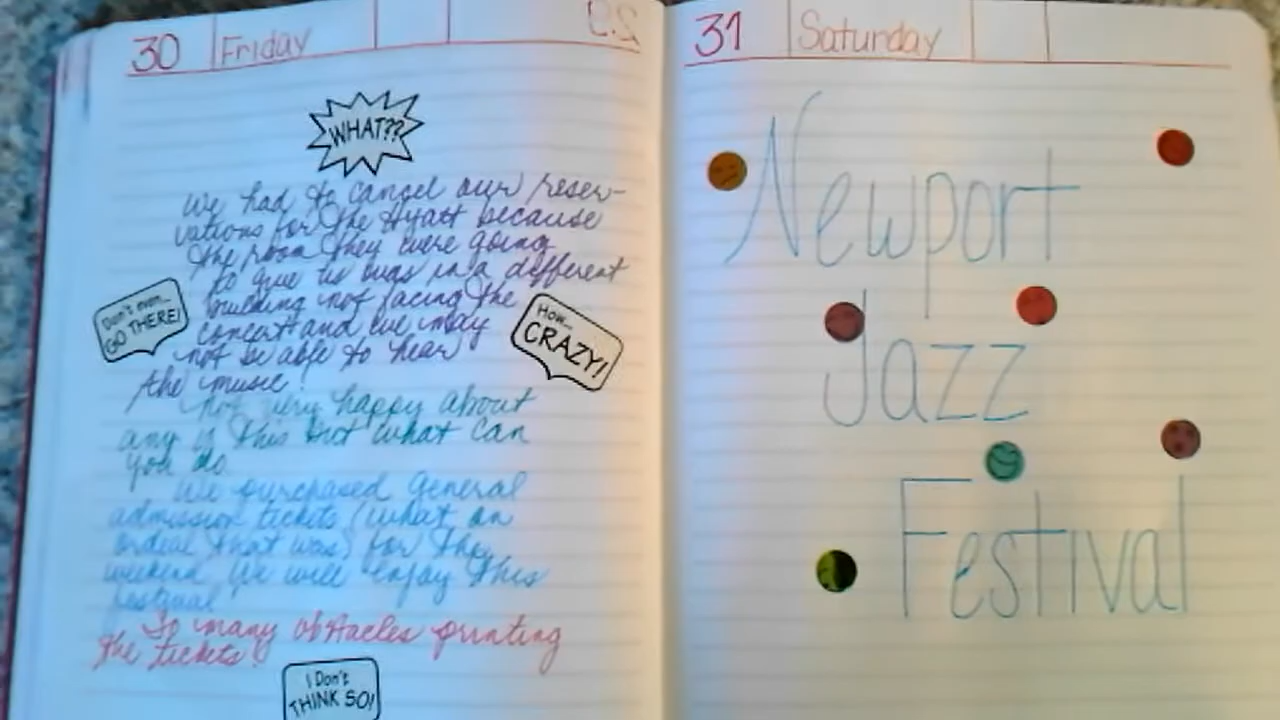 30 Friday
WHAT??
We had to cancel our reser-
vations for the Hyatt because
the room they were going
to give us was in a different
building not facing the
concert and we may
not be able to hear
the music!
Don't even...
GO THERE!
How...
CRAZY!
Not very happy about
any of this but what can
you do
We purchased General
admission tickets (what an
ordeal that was) for they
weekend. We will enjoy this
festival
So many obstacles printing
the tickets!
I Don't
THINK SO!
31 Saturday
Newport
Jazz
Festival